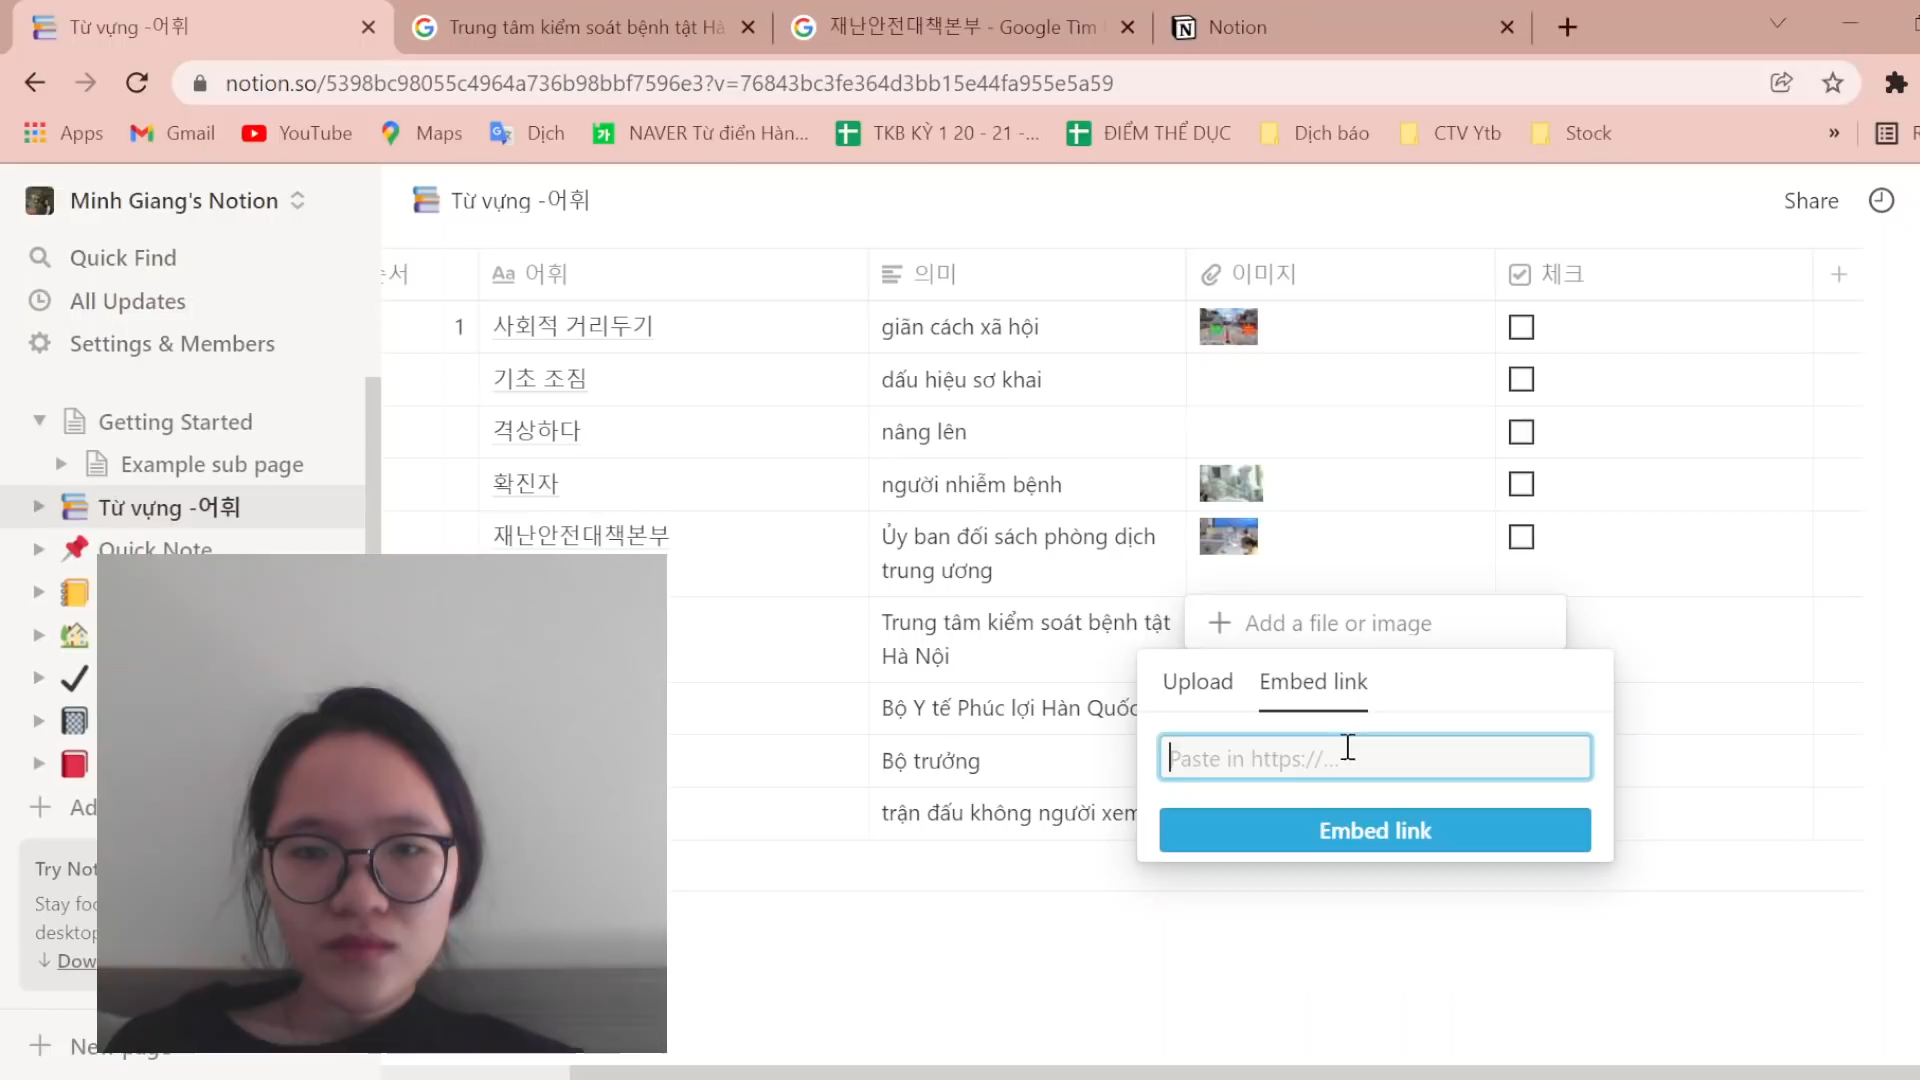 Từ vựng -어휘
Trung tâm kiểm soát bệnh tật Hà
재난안전대책본부 - Google Tìm
Notion
notion.so/5398bc98055c4964a736b98bbf7596e3?v=76843bc3fe364d3bb15e44fa955e5a59
Apps
Gmail
YouTube
Maps
Dịch
NAVER Từ điển Hàn...
TKB KỲ 1 20 - 21 -...
ĐIỂM THỂ DỤC
Dịch báo
CTV Ytb
Stock
»
Minh Giang's Notion
Từ vựng -어휘
Share
Quick Find
All Updates
Settings & Members
Getting Started
Example sub page
Từ vựng -어휘
Quick Note
Try Not
Stay foc
desktop
Dow
Aa 어휘
의미
이미지
체크
1
사회적 거리두기
giãn cách xã hội
기초 조짐
dấu hiệu sơ khai
격상하다
nâng lên
확진자
người nhiễm bệnh
재난안전대책본부
Ủy ban đối sách phòng dịch
trung ương
Trung tâm kiểm soát bệnh tật
Hà Nội
Bộ Y tế Phúc lợi Hàn Quốc
Bộ trưởng
trận đấu không người xem
Add a file or image
Upload
Embed link
Paste in https://...
Embed link